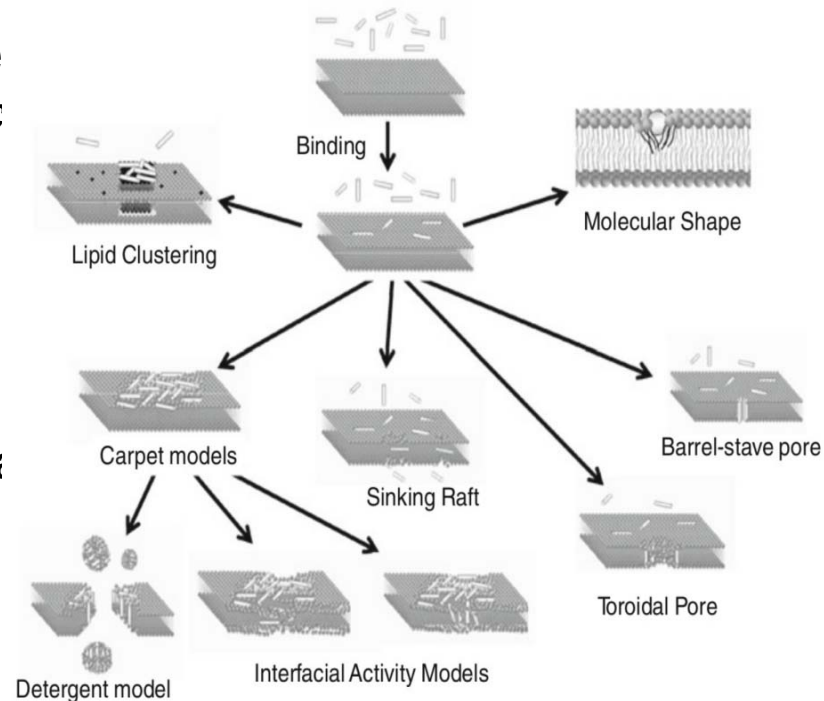 Binding
Molecular Shape
Lipid Clustering
Barrel-stave pore
Carpet models
Sinking Raft
Toroidal Pore
Interfacial Activity Models
Detergent model